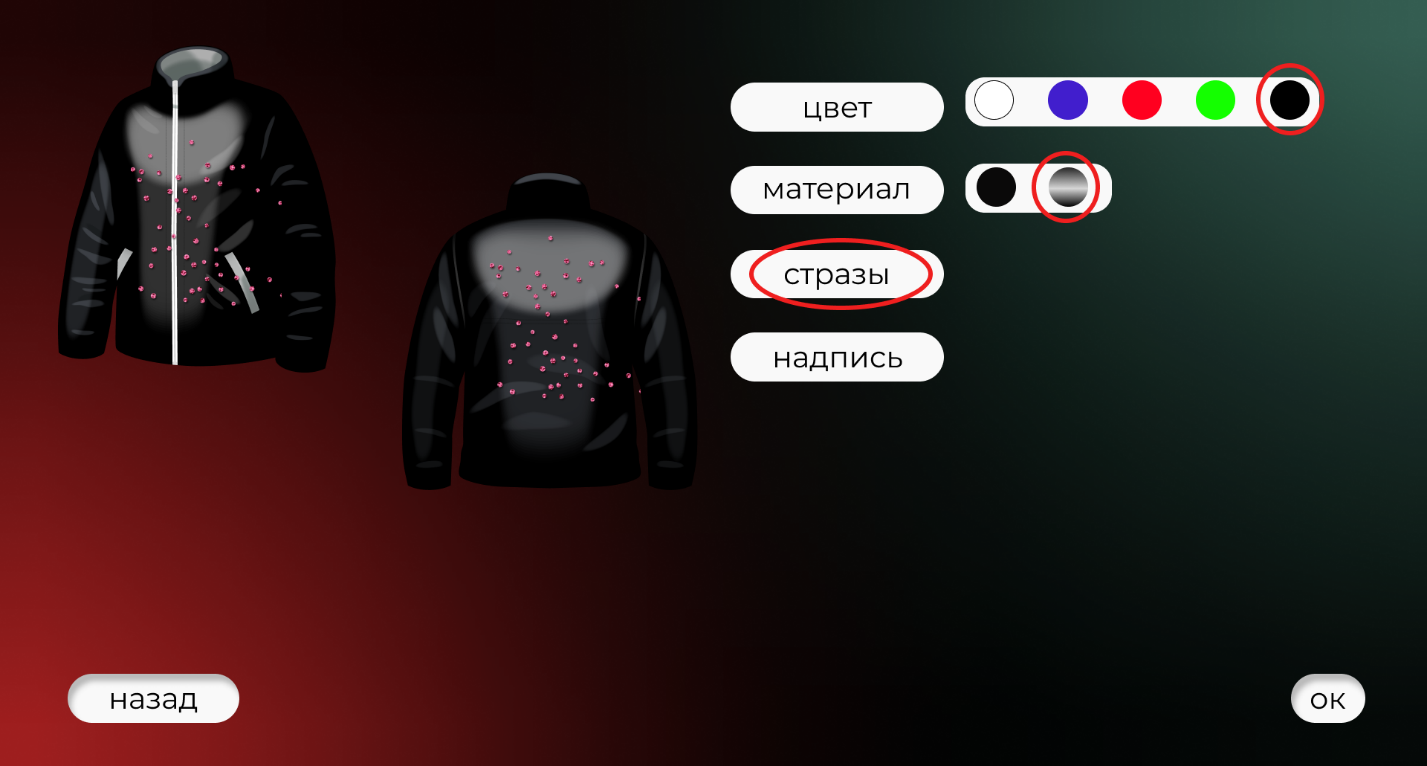 цвет
материал
стразы
надпись
назад
ок